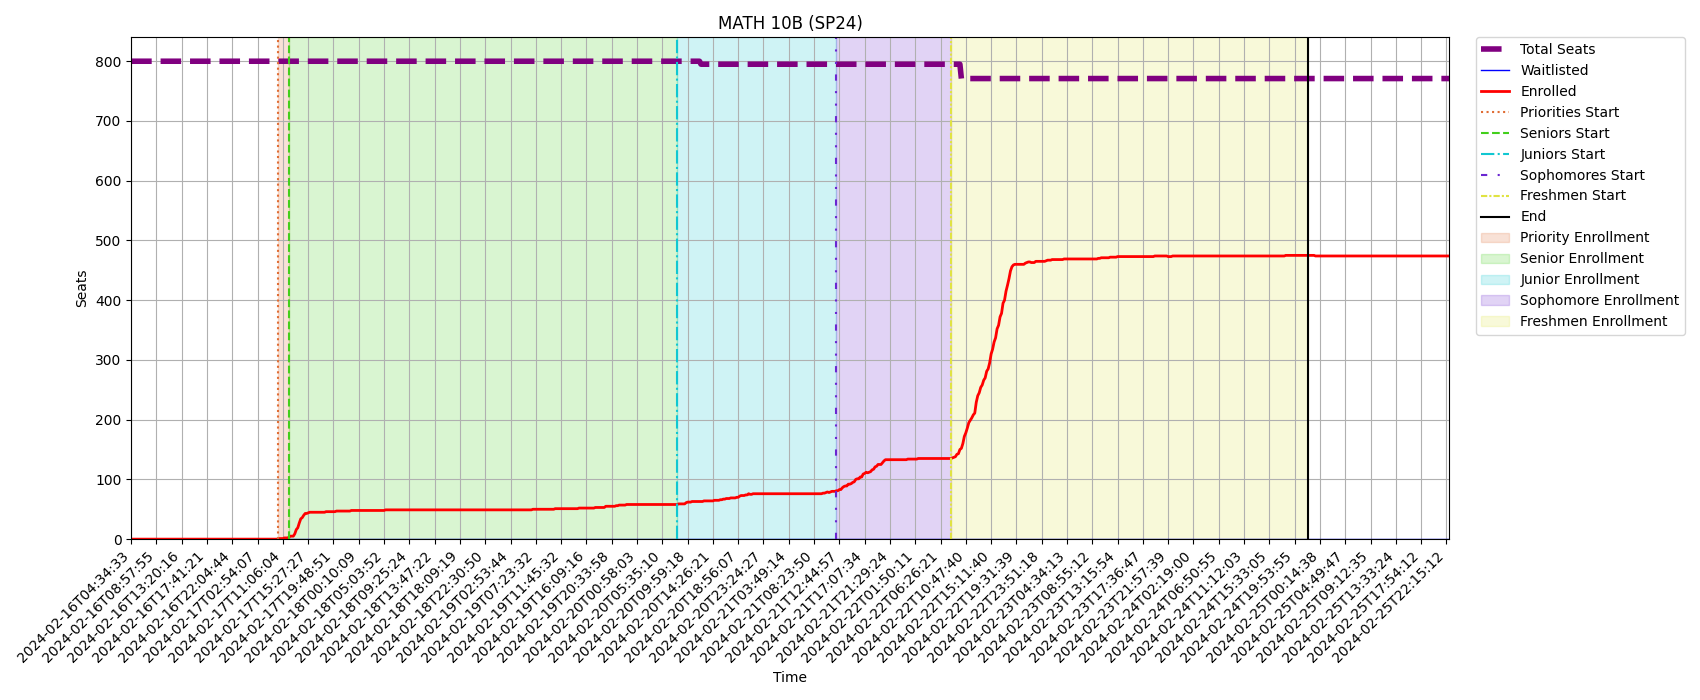 MATH 10B (SP24)
Seats
800
700
600
500
400
300
200
100
0
2024-02-16T04:34:33
2024-02-16T08:57:55
2024-02-16T13:20:16
2024-02-16T17:41:21
2024-02-16T22:04:44
2024-02-17T02:54:07
2024-02-17T11:06:04
2024-02-17T15:27:27
2024-02-17T19:48:51
2024-02-18T00:10:09
2024-02-18T05:03:52
2024-02-18T09:25:24
2024-02-18T13:47:22
2024-02-18T18:09:19
2024-02-18T22:30:50
2024-02-19T02:53:44
2024-02-19T07:23:32
2024-02-19T11:45:32
2024-02-19T16:09:16
2024-02-19T20:33:58
2024-02-20T00:58:03
2024-02-20T05:35:10
2024-02-20T09:59:18
2024-02-20T14:26:21
2024-02-20T18:56:07
2024-02-20T23:24:27
2024-02-21T03:49:14
2024-02-21T08:23:50
2024-02-21T12:44:57
2024-02-21T17:07:34
2024-02-21T21:29:24
2024-02-22T01:50:11
2024-02-22T06:26:21
2024-02-22T10:47:40
2024-02-22T15:11:40
2024-02-22T19:31:39
2024-02-22T23:51:18
2024-02-23T04:34:13
2024-02-23T08:55:12
2024-02-23T13:15:54
2024-02-23T17:36:47
2024-02-23T21:57:39
2024-02-24T02:19:00
2024-02-24T06:50:55
2024-02-24T11:12:03
2024-02-24T15:33:05
2024-02-24T19:53:55
2024-02-25T00:14:38
2024-02-25T04:49:47
2024-02-25T09:12:35
2024-02-25T13:33:24
2024-02-25T17:54:12
2024-02-25T22:15:12
Time
Total Seats
Waitlisted
Enrolled
Priorities Start
Seniors Start
Juniors Start
Sophomores Start
Freshmen Start
End
Priority Enrollment
Senior Enrollment
Junior Enrollment
Sophomore Enrollment
Freshmen Enrollment